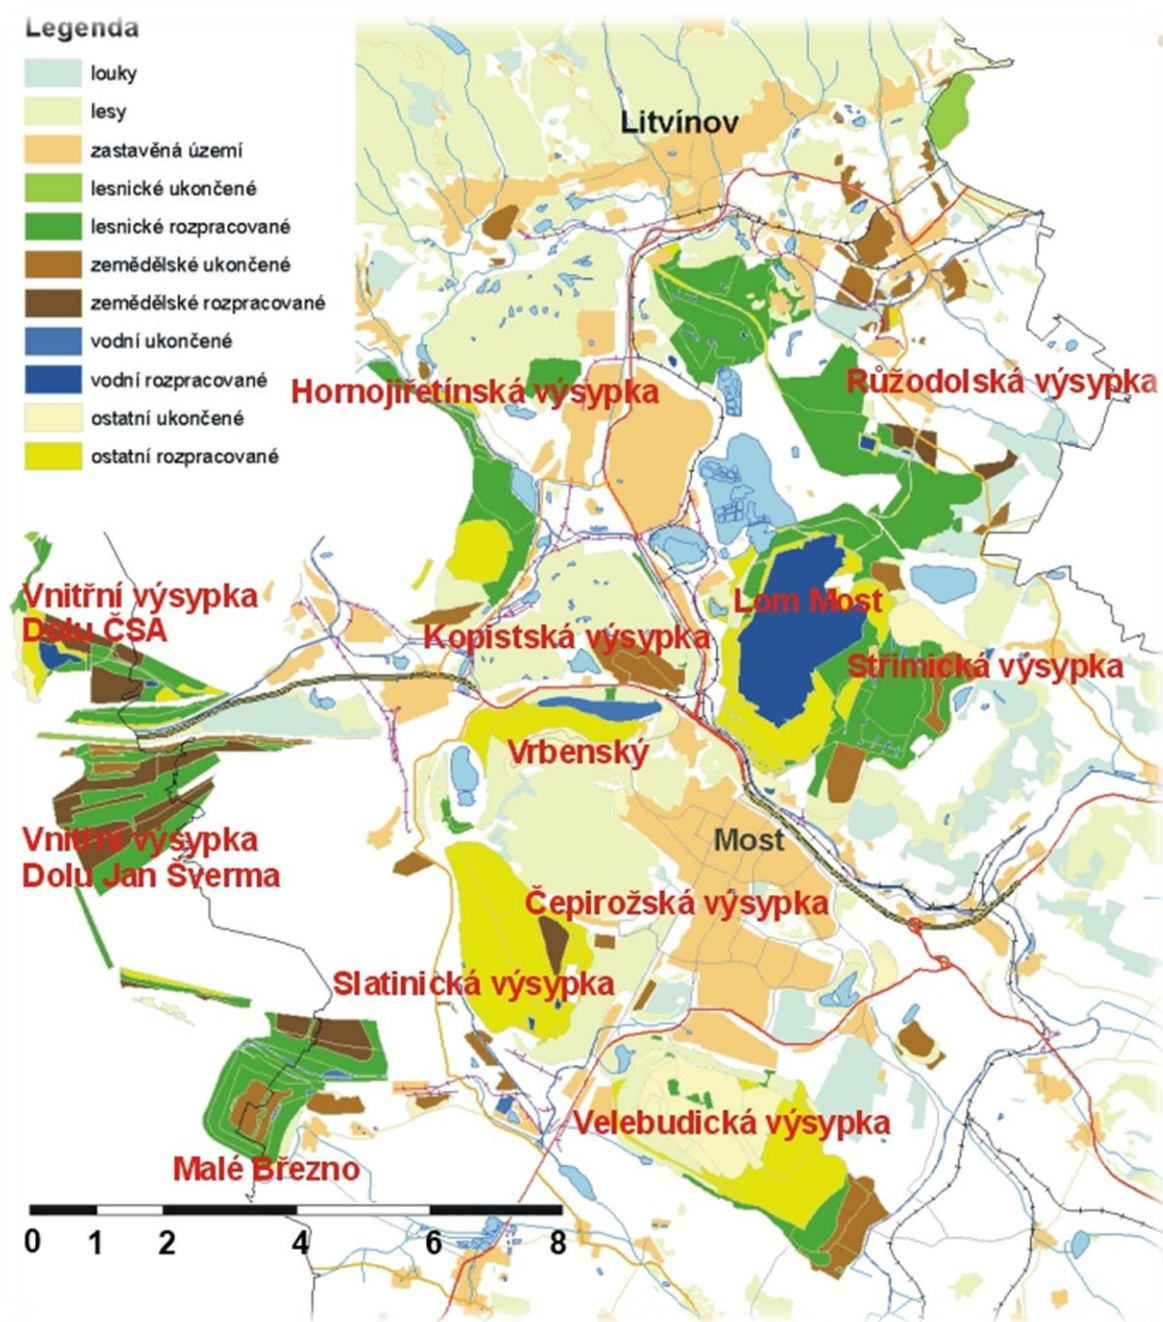 Legenda
louky
lesy
zastavěná území
lesnické ukončené
lesnické rozpracované
zemědělské ukončené
zemědělské rozpracované
vodní ukončené
vodní rozpracované
ostatní ukončené
ostatní rozpracované
Litvínov
Hornojiřetínská výsypka
Růžodolská výsypka
Vnitřní výsypka
Dolu ČSA
Lom Most
Kopistská výsypka
Střimická výsypka
Vrbenský
Most
Vnitřní výsypka
Dolu Jan Šverma
Čepirožská výsypka
Slatinická výsypka
Velebudická výsypka
Malé Březno
0 1 2 4 6 8